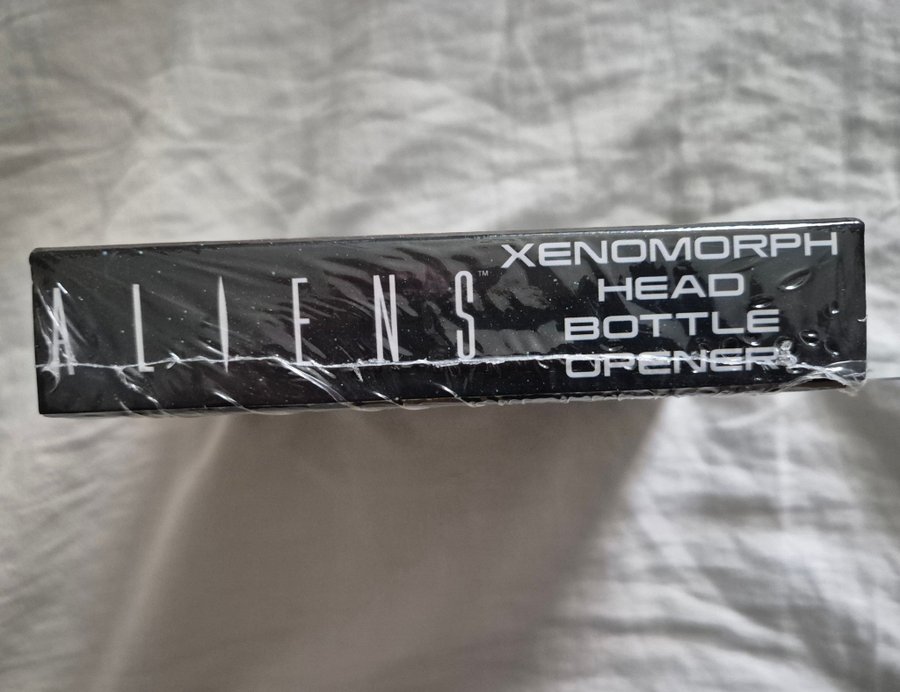 ALIENS™
XENOMORPH
HEAD
BOTTLE
OPENER